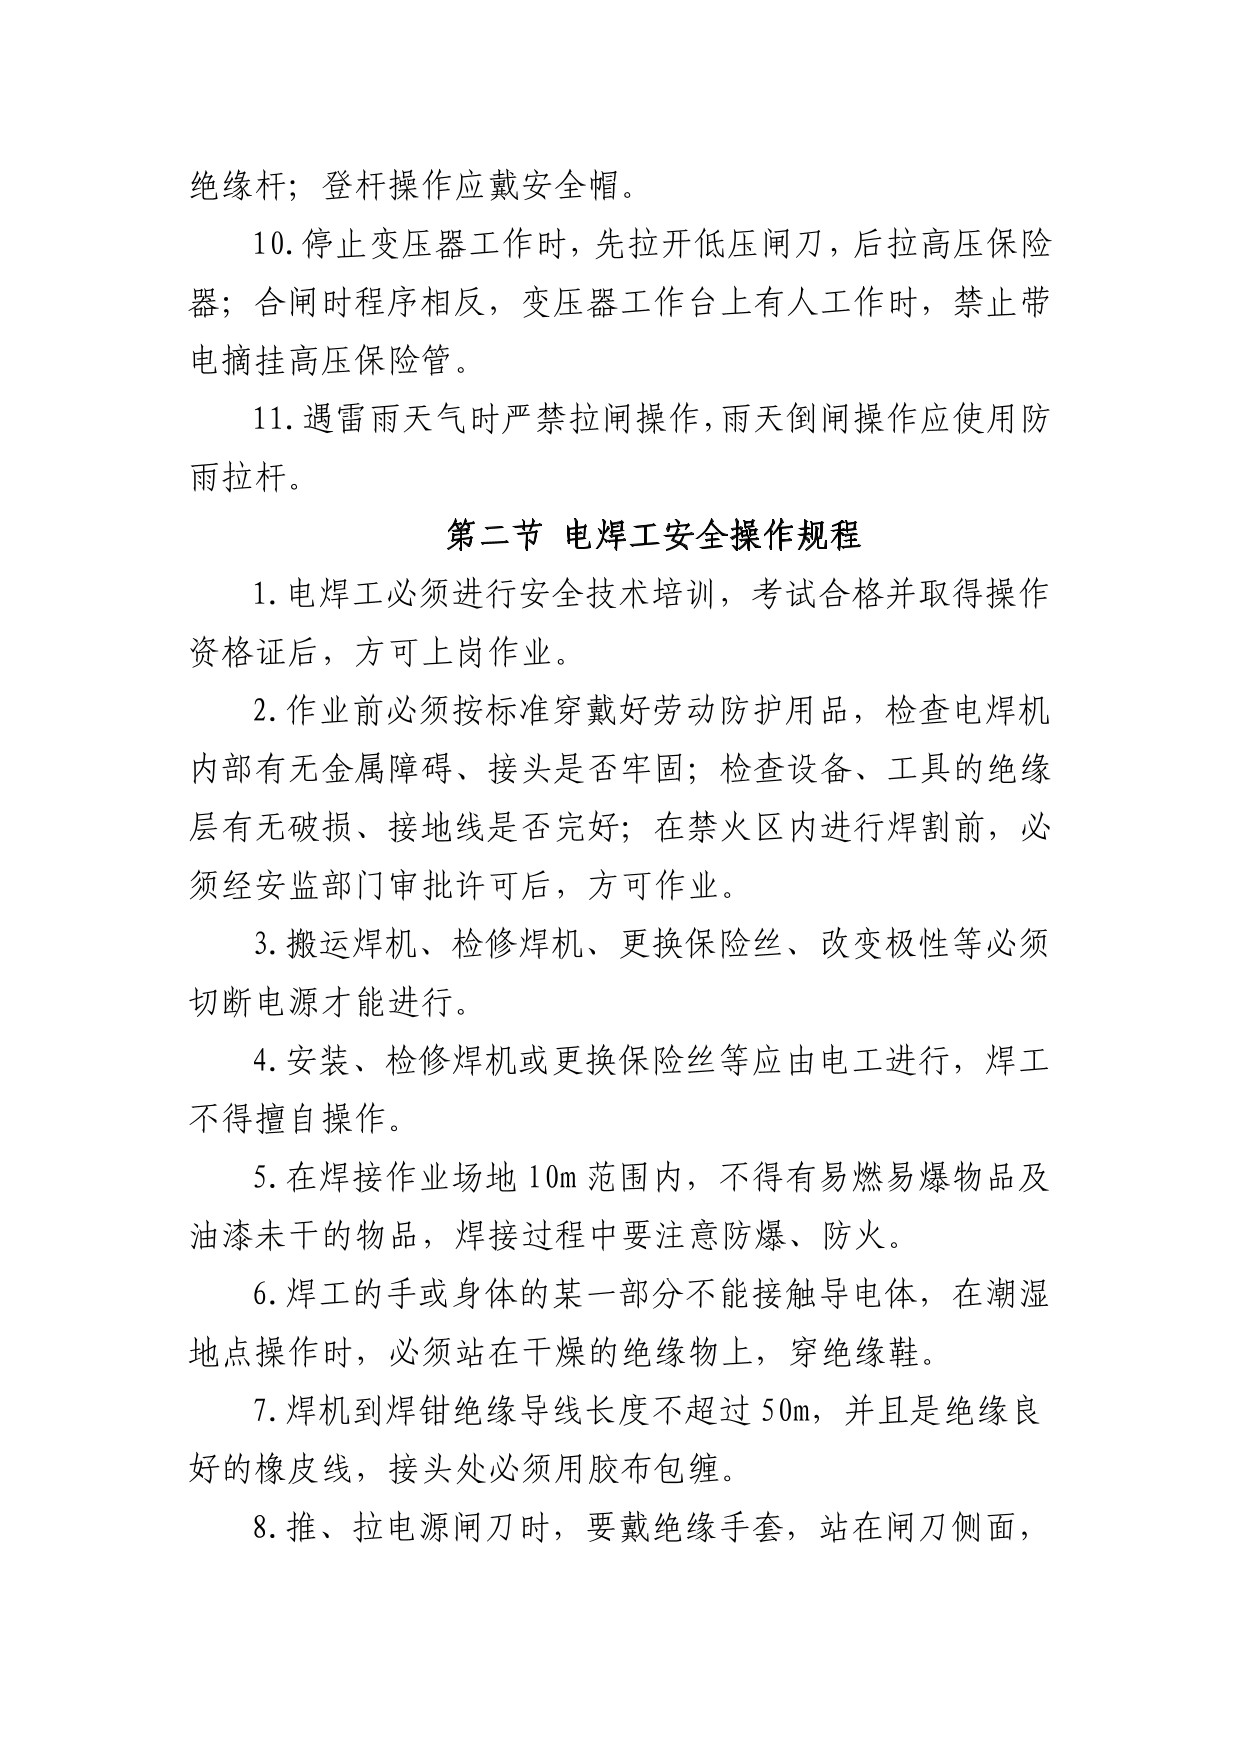 绝缘杆；登杆操作应戴安全帽。
10.停止变压器工作时，先拉开低压闸刀，后拉高压保险
器；合闸时程序相反，变压器工作台上有人工作时，禁止带
电摘挂高压保险管。
11.遇雷雨天气时严禁拉闸操作，雨天倒闸操作应使用防
雨拉杆。
第二节 电焊工安全操作规程
1.电焊工必须进行安全技术培训，考试合格并取得操作
资格证后，方可上岗作业。
2.作业前必须按标准穿戴好劳动防护用品，检查电焊机
内部有无金属障碍、接头是否牢固；检查设备、工具的绝缘
层有无破损、接地线是否完好；在禁火区内进行焊割前，必
须经安监部门审批许可后，方可作业。
3.搬运焊机、检修焊机、更换保险丝、改变极性等必须
切断电源才能进行。
4.安装、检修焊机或更换保险丝等应由电工进行，焊工
不得擅自操作。
5.在焊接作业场地 10m 范围内，不得有易燃易爆物品及
油漆未干的物品，焊接过程中要注意防爆、防火。
6.焊工的手或身体的某一部分不能接触导电体，在潮湿
地点操作时，必须站在干燥的绝缘物上，穿绝缘鞋。
7.焊机到焊钳绝缘导线长度不超过 50m，并且是绝缘良
好的橡皮线，接头处必须用胶布包缠。
8.推、拉电源闸刀时，要戴绝缘手套，站在闸刀侧面，